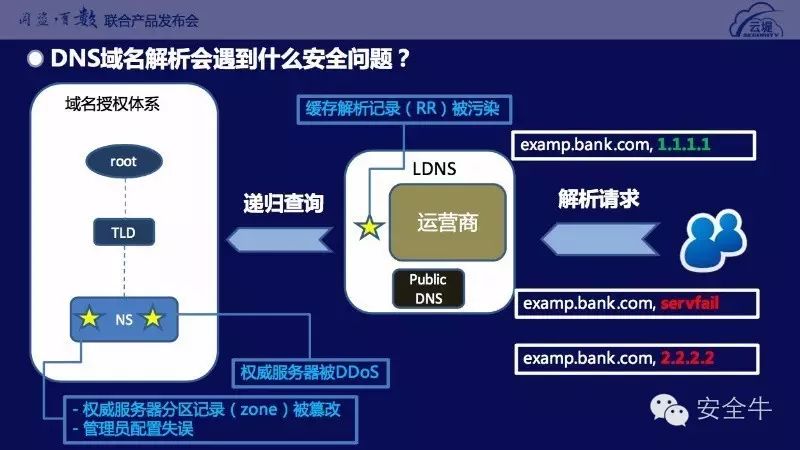 闰盗·百数 联合产品发布会
云堤
SECURITY
DNS域名解析会遇到什么安全问题？
域名授权体系
root
TLD
NS
递归查询
缓存解析记录（RR）被污染
LDNS
运营商
Public
DNS
解析请求
examp.bank.com, 1.1.1.1
examp.bank.com, servfail
examp.bank.com, 2.2.2.2
权威服务器被DDoS
- 权威服务器分区记录（zone）被篡改
- 管理员配置失误
安全牛